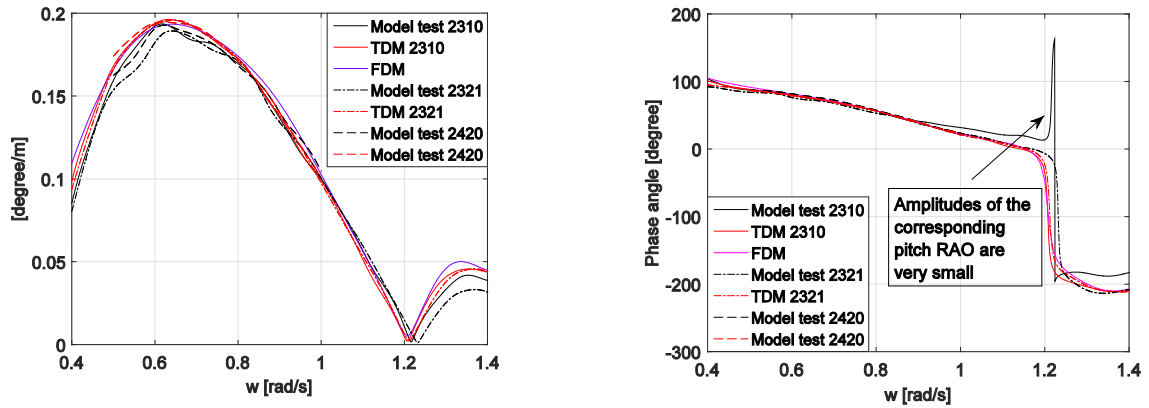 0.2
0.15
0.1
0.05
0
0.4
0.6
0.8
1
1.2
1.4
[degree/m]
w [rad/s]
Model test 2310
TDM 2310
FDM
Model test 2321
TDM 2321
Model test 2420
Model test 2420
200
100
0
-100
-200
-300
0.4
0.6
0.8
1
1.2
1.4
Phase angle [degree]
w [rad/s]
Amplitudes of the
corresponding
pitch RAO are
very small
Model test 2310
TDM 2310
FDM
Model test 2321
TDM 2321
Model test 2420
Model test 2420